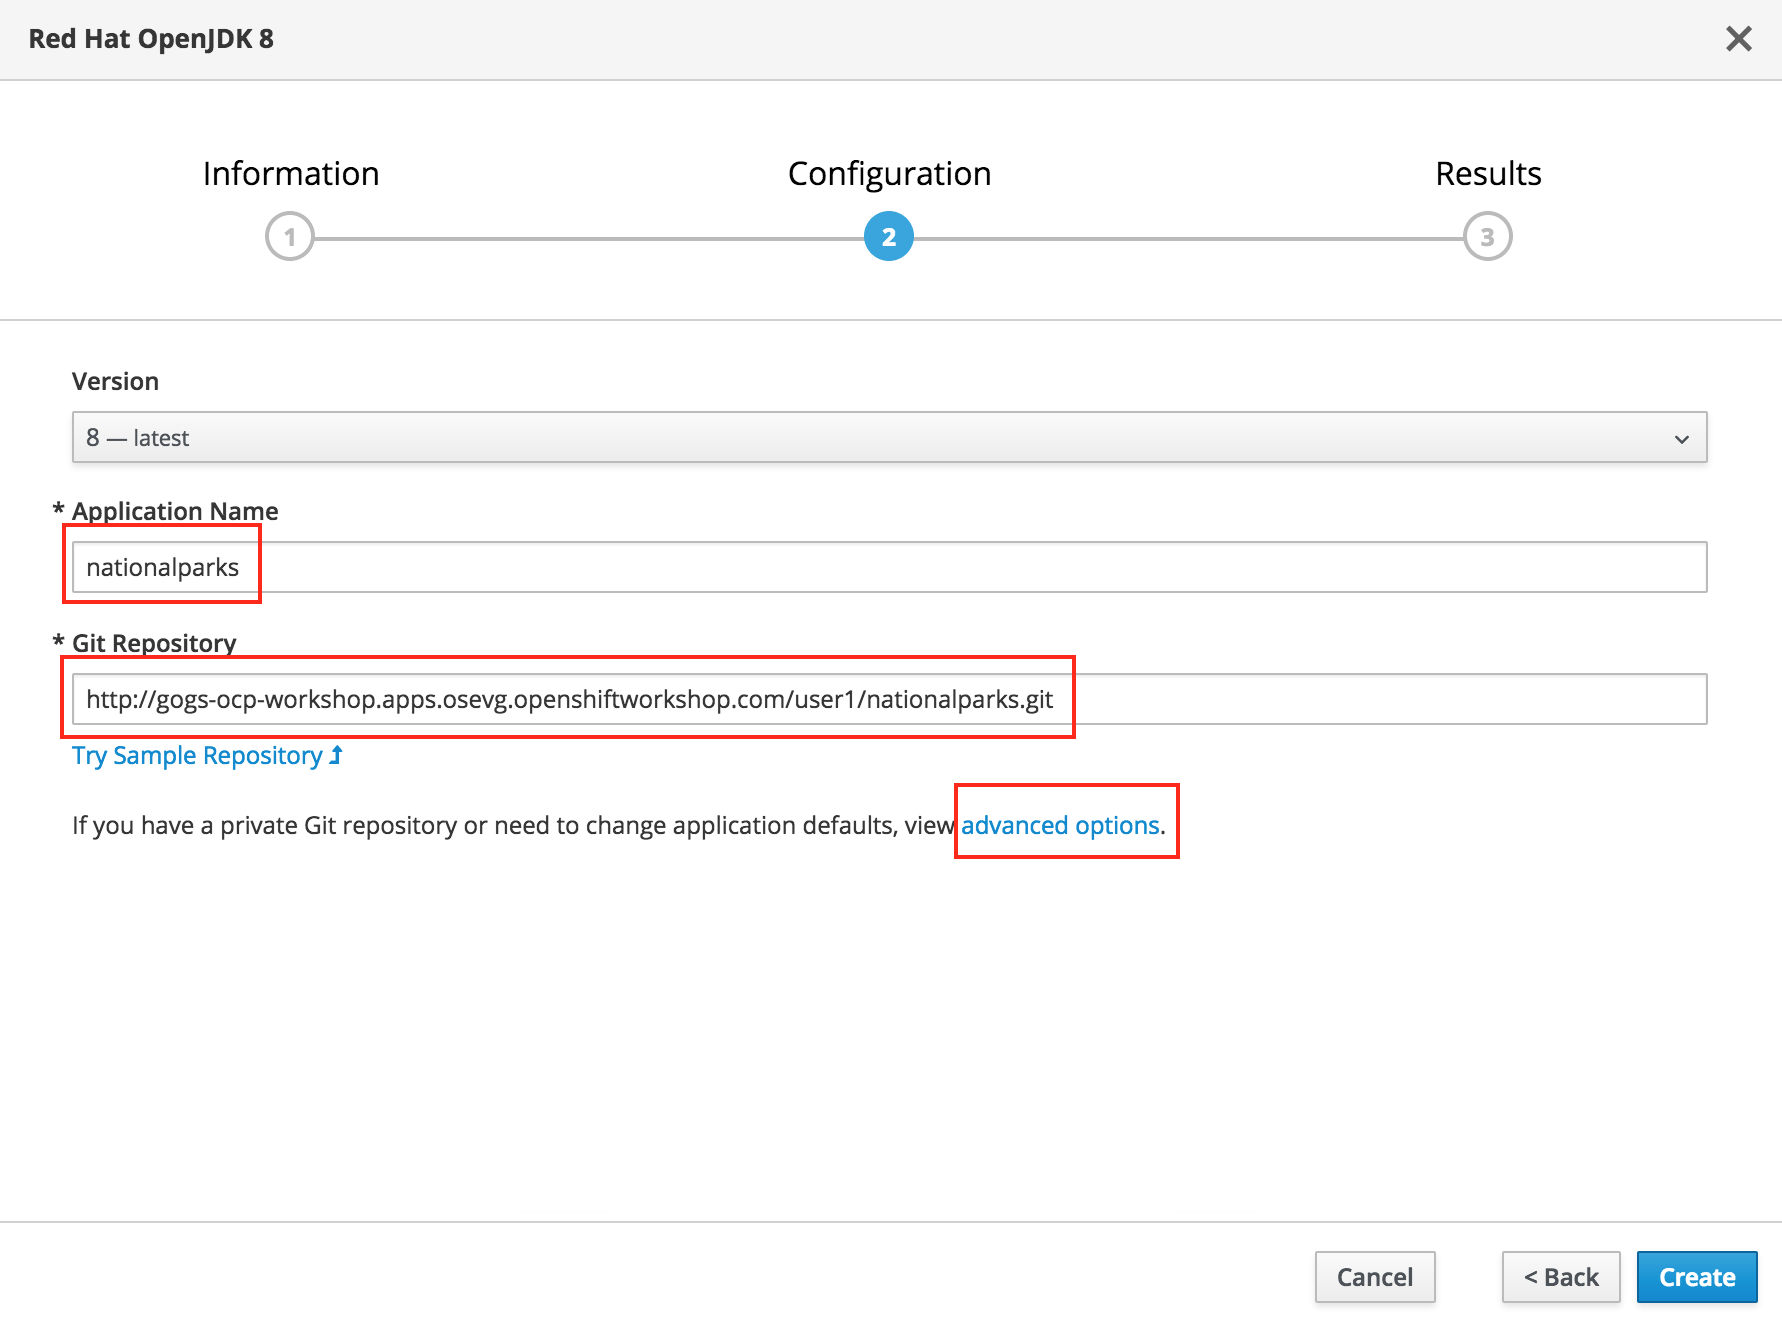 Red Hat OpenJDK 8
Information
Configuration
Results
1
2
3
Version
8 — latest
* Application Name
nationalparks
* Git Repository
http://gogs-ocp-workshop.apps.osevg.openshiftworkshop.com/user1/nationalparks.git
Try Sample Repository
If you have a private Git repository or need to change application defaults, view advanced options.
Cancel
< Back
Create